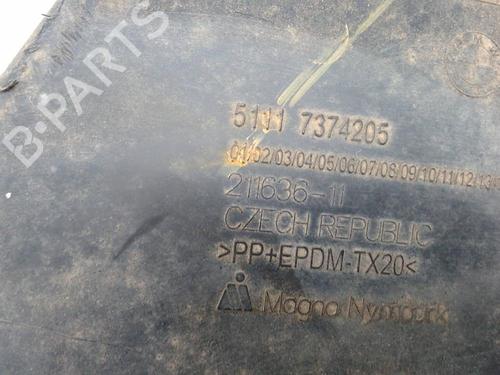 B-PARTS
5111 7374205
01/02/03/04/05/06/07/08/09/10/11/12/13
211636-11
CZECH REPUBLIC
>PP+EPDM-TX20<
Magna Nymburk